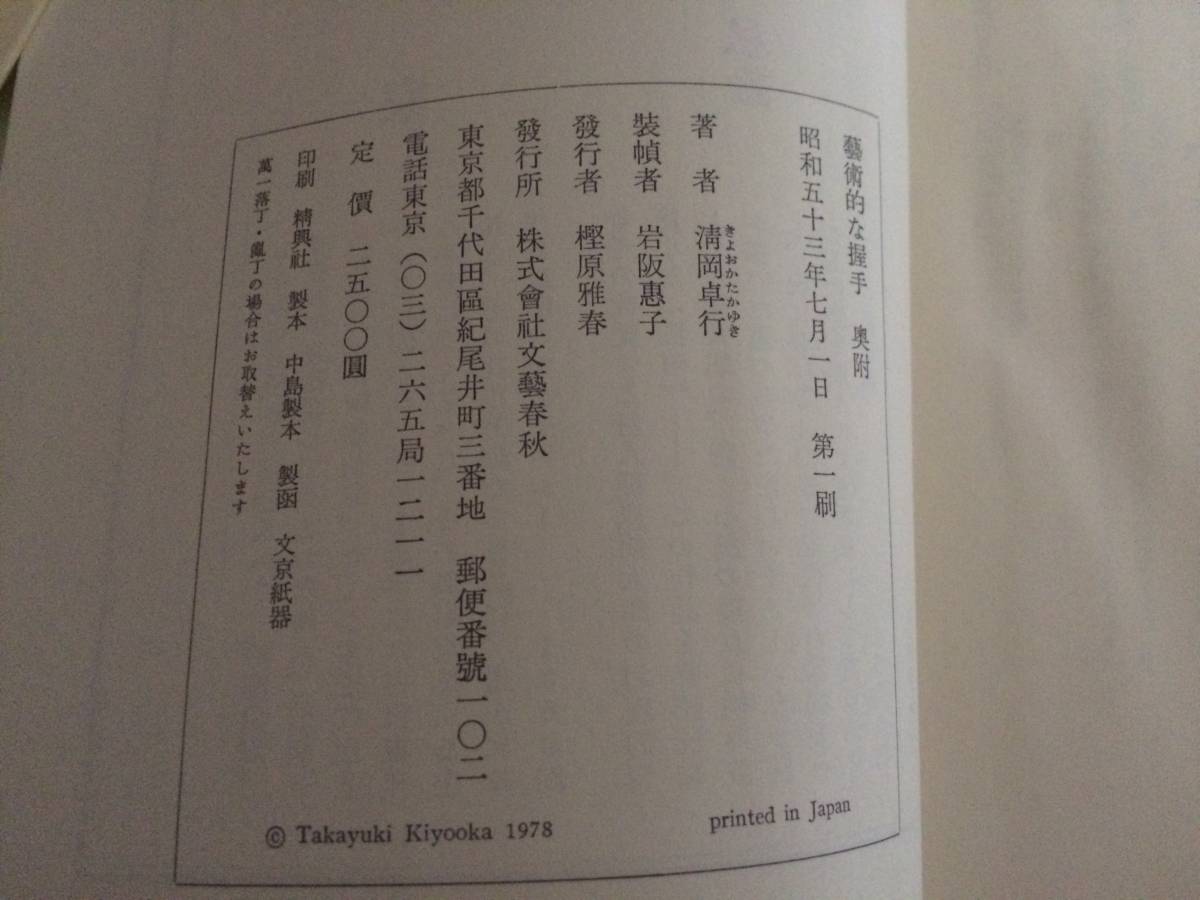 藝術的な握手 奥附
昭和五十三年七月一日 第一刷
著者 淸岡卓行
きよおかたかゆき
裝幀者 岩阪惠子
發行者 樫原雅春
發行所 株式會社文藝春秋
東京都千代田區紀尾井町三番地 郵便番號一〇二
電話東京(〇三)二六五局一二一一
定價 二五〇〇圓
印刷 精興社 製本 中島製本 製函 文京紙器
萬一落丁・亂丁の場合はお取替えいたします
© Takayuki Kiyooka 1978
printed in Japan